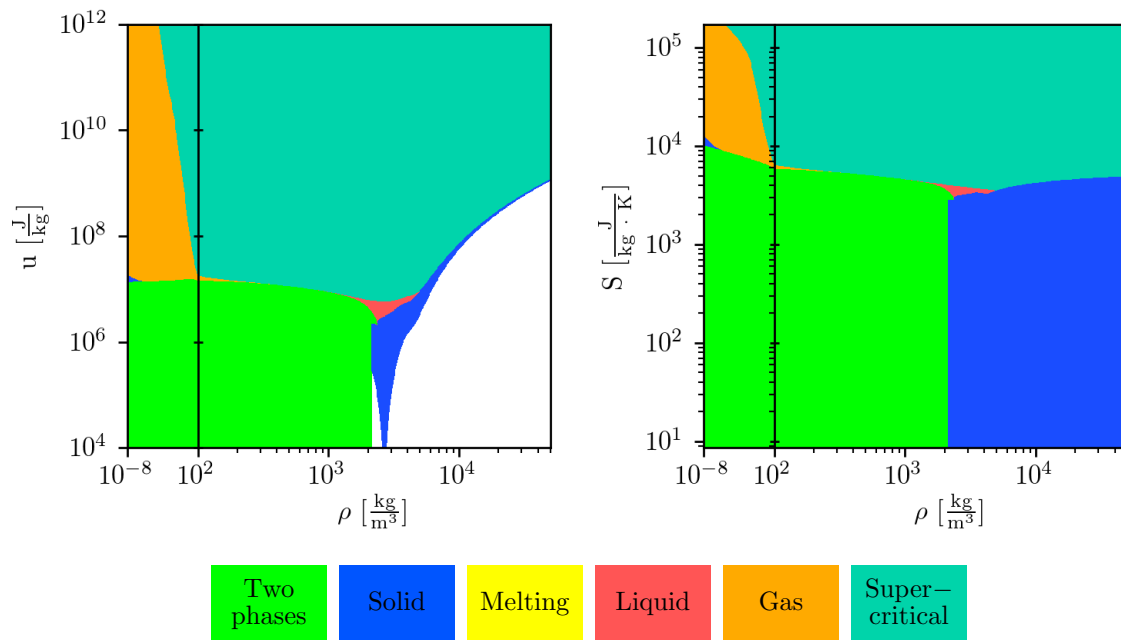 10^12
10^10
10^8
10^6
10^4
u [J/kg]
10^−8
10^2
10^3
10^4
ρ [kg/m^3]
10^5
10^4
10^3
10^2
10^1
S [J/kg · K]
10^−8
10^2
10^3
10^4
ρ [kg/m^3]
Two
phases
Solid
Melting
Liquid
Gas
Super−
critical